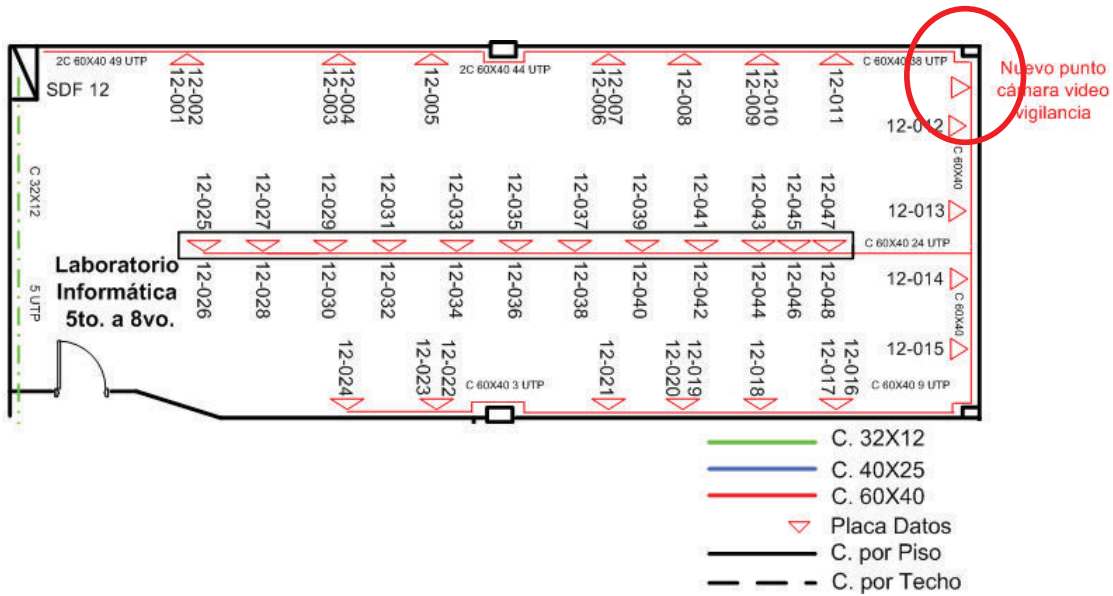 2C 60X40 49 UTP
2C 60X40 44 UTP
C 60X40 38 UTP
SDF 12
12-001
12-002
12-003
12-004
12-005
12-006
12-007
12-008
12-009
12-010
12-011
Nuevo punto
cámara video
vigilancia
12-012
C 60X40
12-013
C 32X12
5 UTP
12-025
12-027
12-029
12-031
12-033
12-035
12-037
12-039
12-041
12-043
12-045
12-047
C 60X40 24 UTP
Laboratorio
Informática
5to. a 8vo.
12-026
12-028
12-030
12-032
12-034
12-036
12-038
12-040
12-042
12-044
12-046
12-048
12-014
C 60X40
12-015
12-024
12-023
12-022
C 60X40 3 UTP
12-021
12-020
12-019
12-018
12-017
12-016
C 60X40 9 UTP
C. 32X12
C. 40X25
C. 60X40
Placa Datos
C. por Piso
C. por Techo